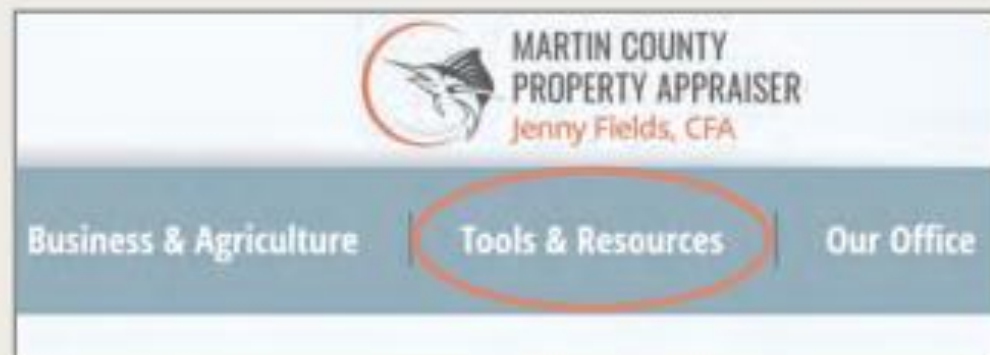 MARTIN COUNTY
PROPERTY APPRAISER
Jenny Fields, CFA
Business & Agriculture | Tools & Resources | Our Office